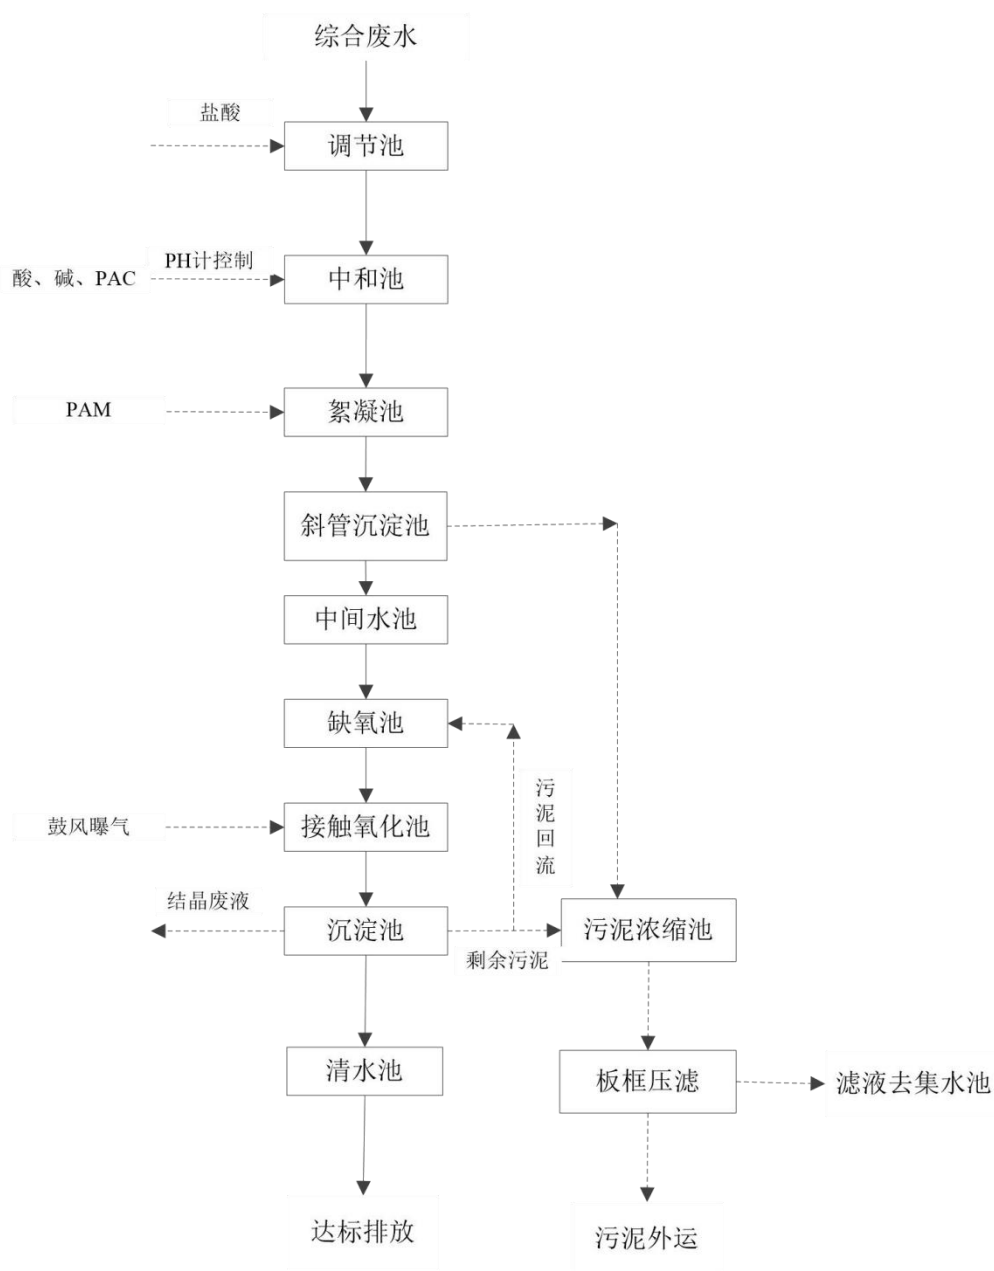 综合废水
盐酸
调节池
PH计控制
酸、碱、PAC
中和池
PAM
絮凝池
斜管沉淀池
中间水池
缺氧池
污
泥
回
流
鼓风曝气
接触氧化池
结晶废液
沉淀池
剩余污泥
污泥浓缩池
清水池
板框压滤
滤液去集水池
达标排放
污泥外运